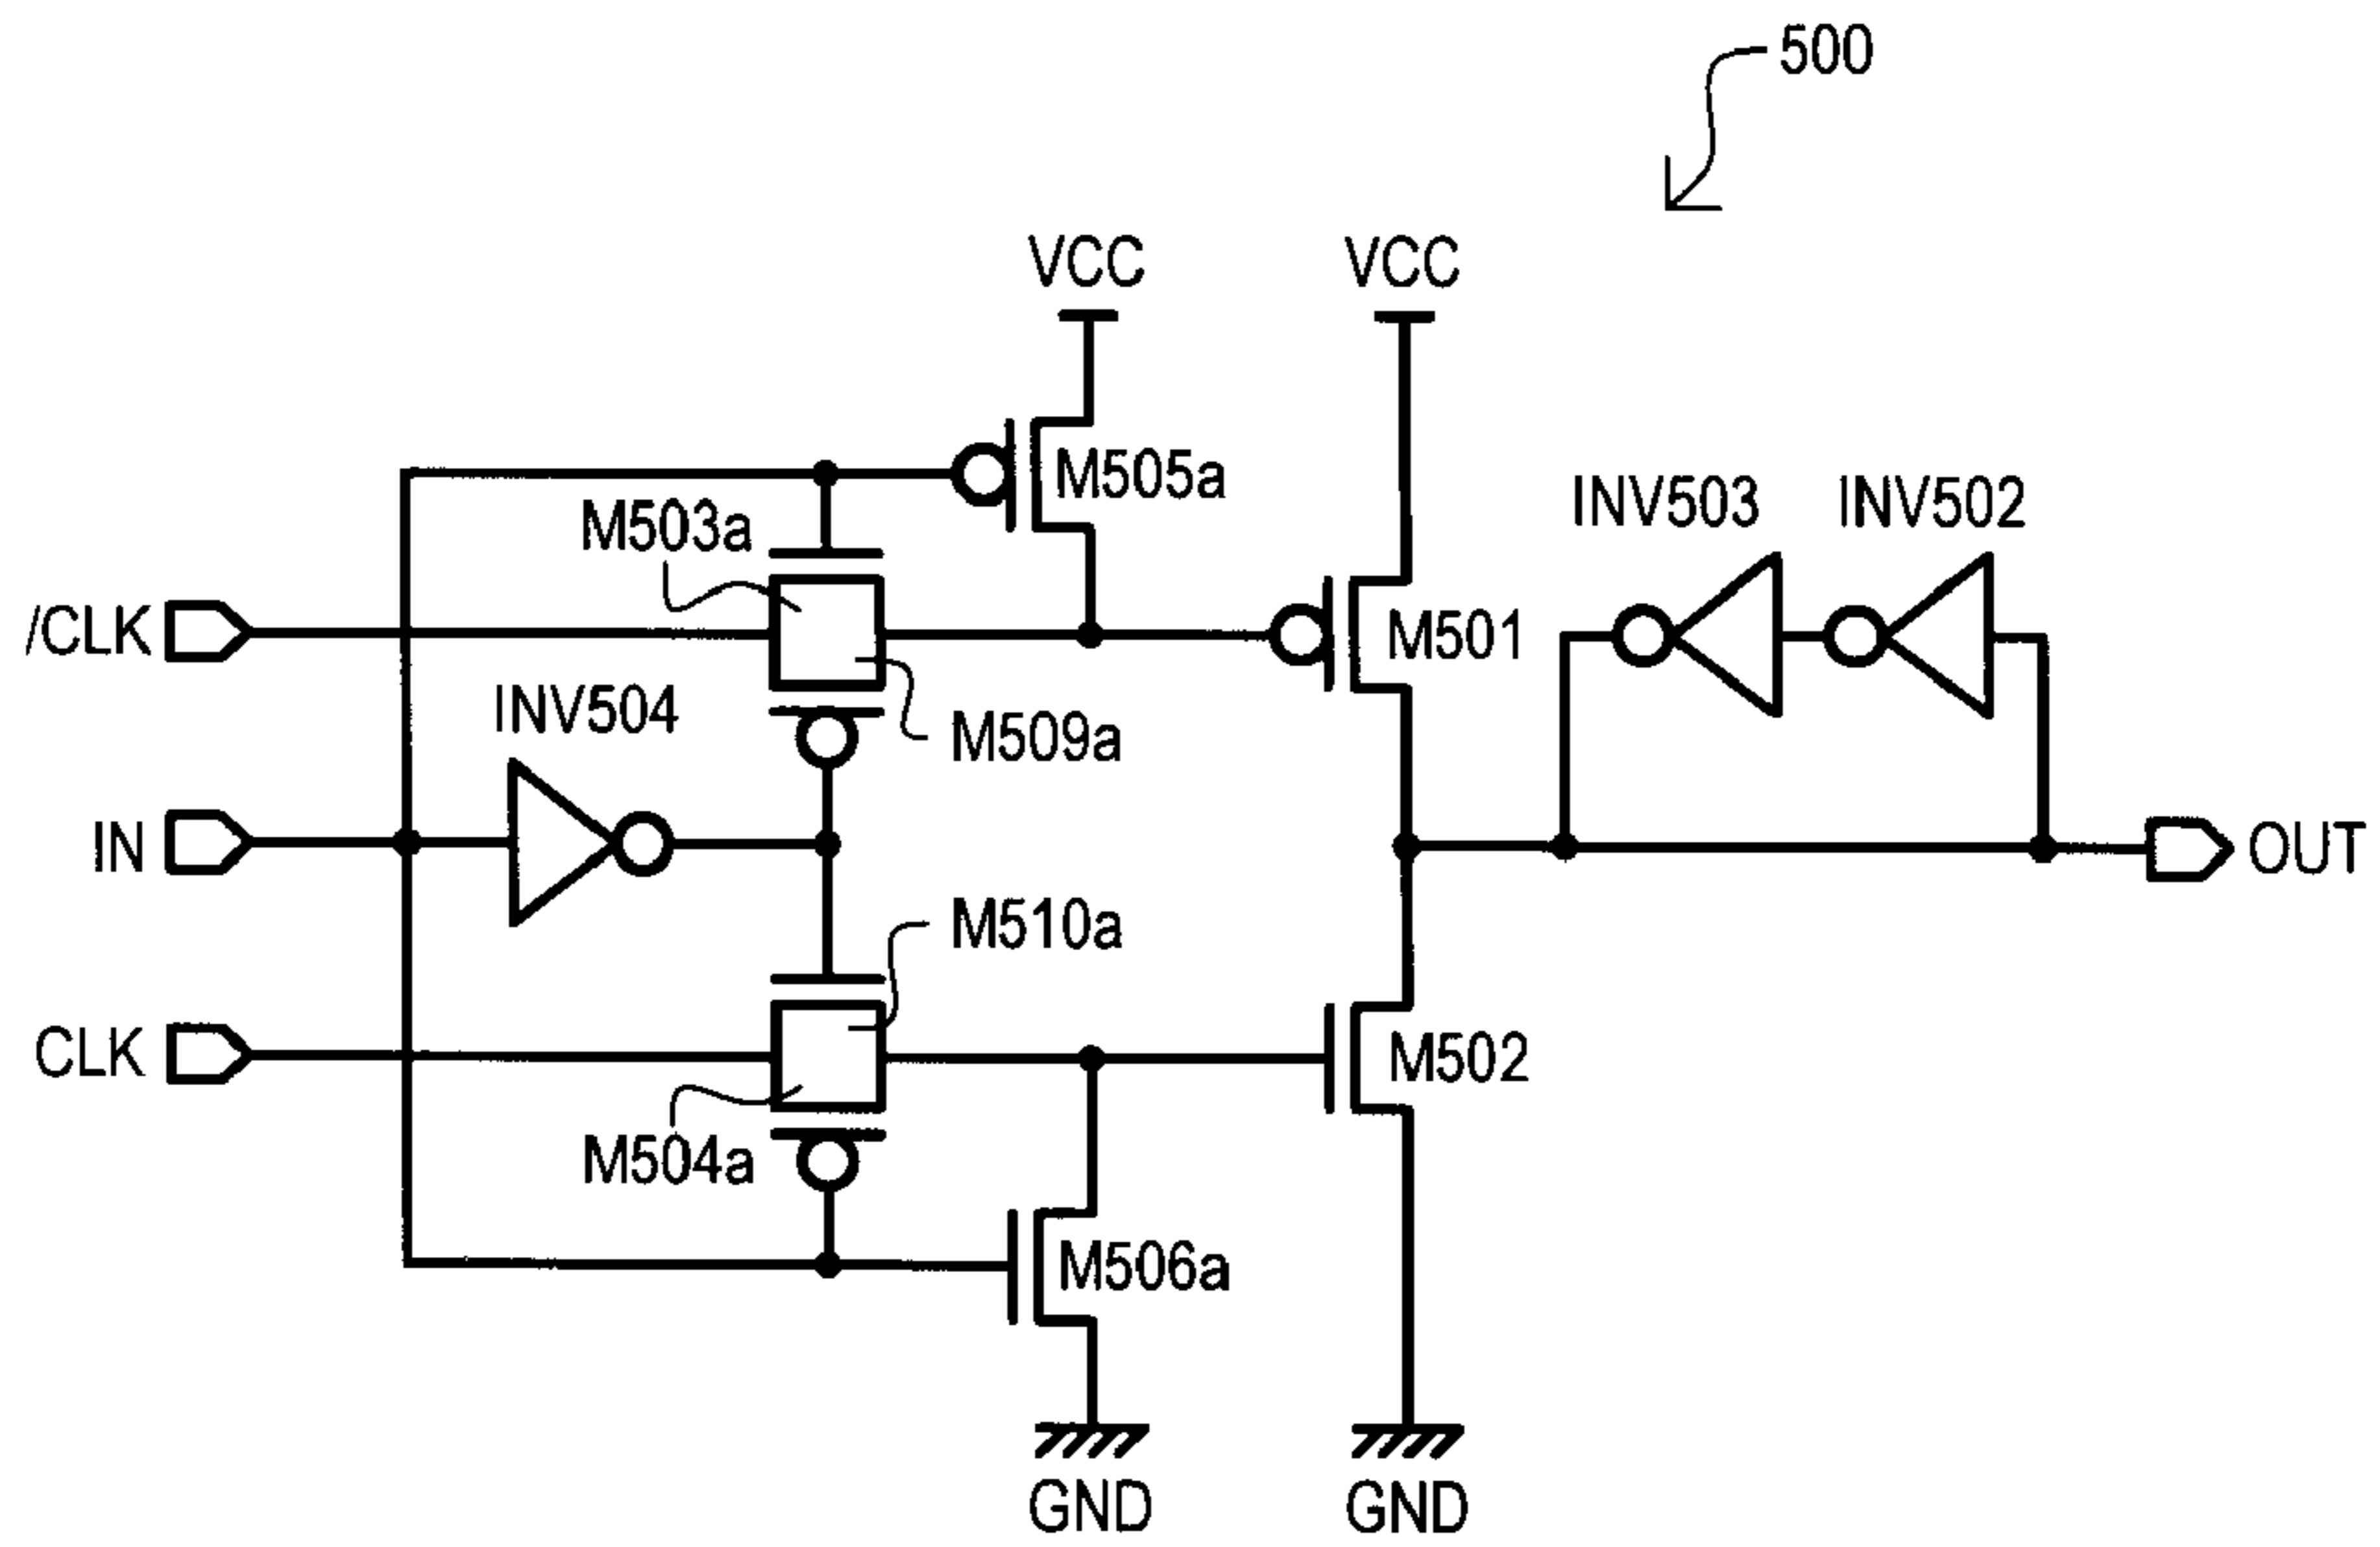 500
VCC
VCC
M505a
M503a
INV503
INV502
/CLK
M501
INV504
M509a
IN
OUT
M510a
CLK
M502
M504a
M506a
GND
GND